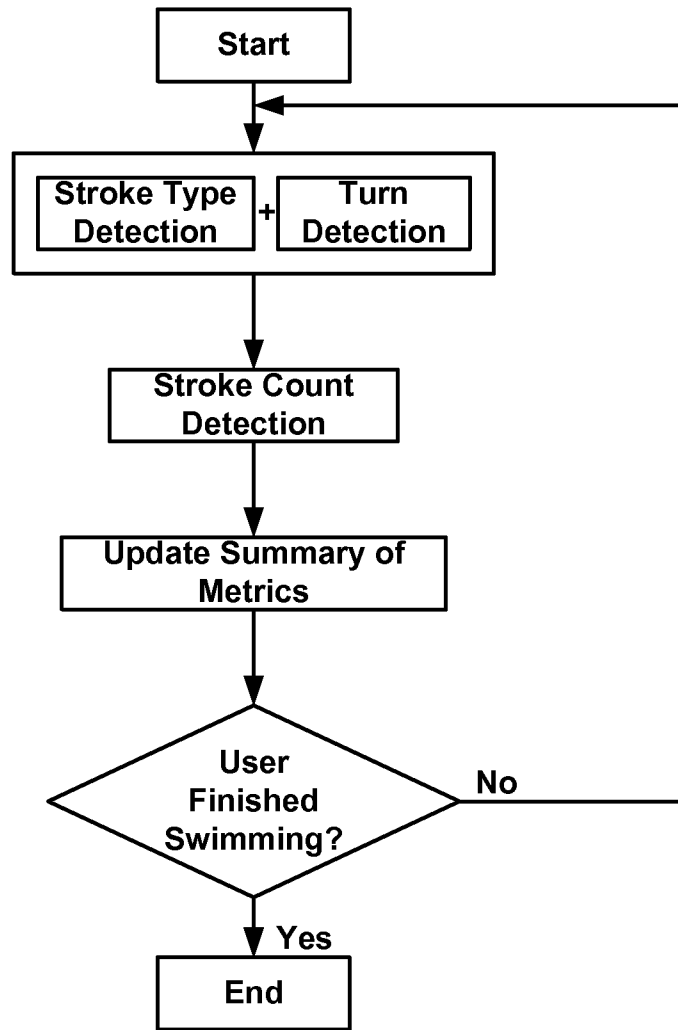 Start
Stroke Type
Detection
+
Turn
Detection
Stroke Count
Detection
Update Summary of
Metrics
User
Finished
Swimming?
No
Yes
End